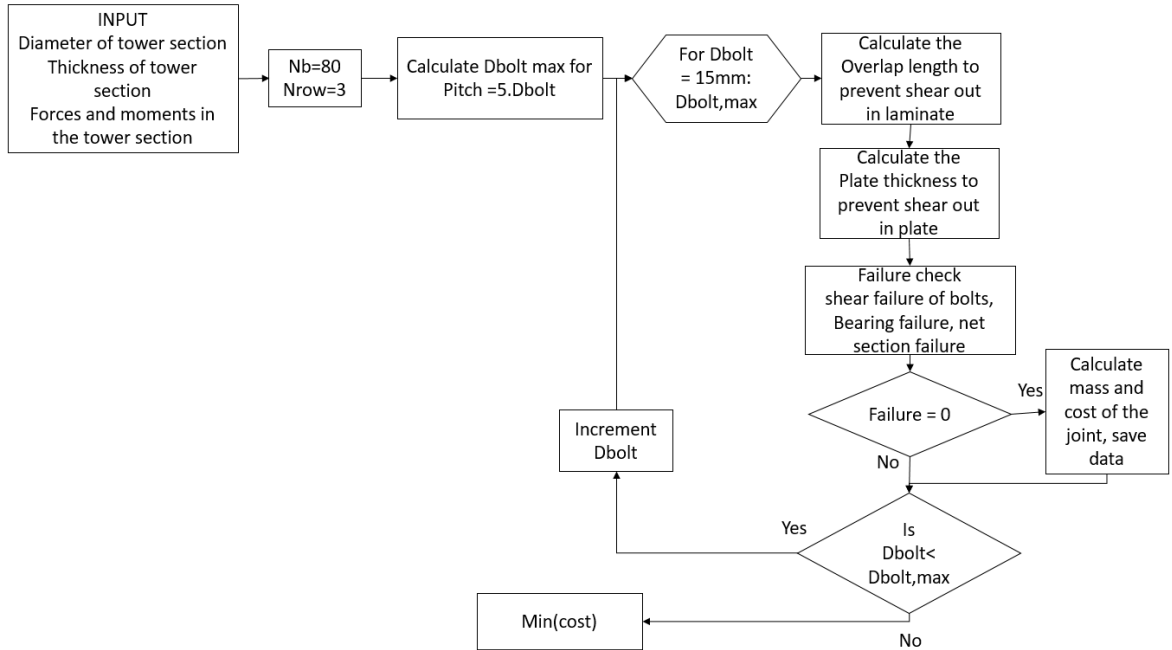 INPUT
Diameter of tower section
Thickness of tower
section
Forces and moments in
the tower section
Nb=80
Nrow=3
Calculate Dbolt max for
Pitch =5.Dbolt
For Dbolt
= 15mm:
Dbolt,max
Calculate the
Overlap length to
prevent shear out
in laminate
Calculate the
Plate thickness to
prevent shear out
in plate
Failure check
shear failure of bolts,
Bearing failure, net
section failure
Failure = 0
Yes
Calculate
mass and
cost of the
joint, save
data
No
Is
Dbolt<
Dbolt,max
Yes
Increment
Dbolt
No
Min(cost)